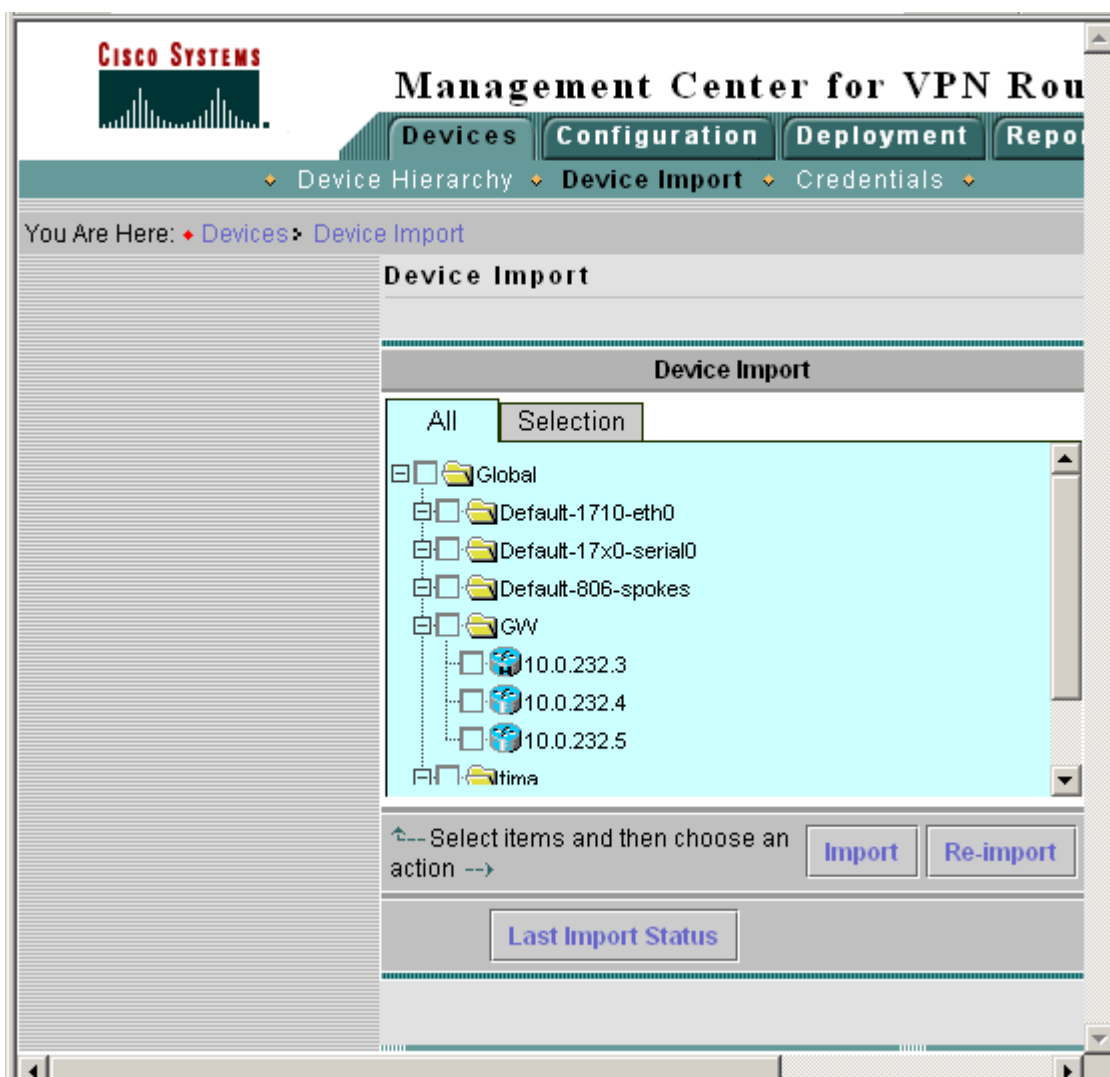 CISCO SYSTEMS
Management Center for VPN Rou
Devices Configuration Deployment Repo
Device Hierarchy Device Import Credentials
You Are Here: Devices Device Import
Device Import
Device Import
All Selection
Global
Default-1710-eth0
Default-17x0-serial0
Default-806-spokes
GW
10.0.232.3
10.0.232.4
10.0.232.5
Select items and then choose an
action
Import Re-import
Last Import Status